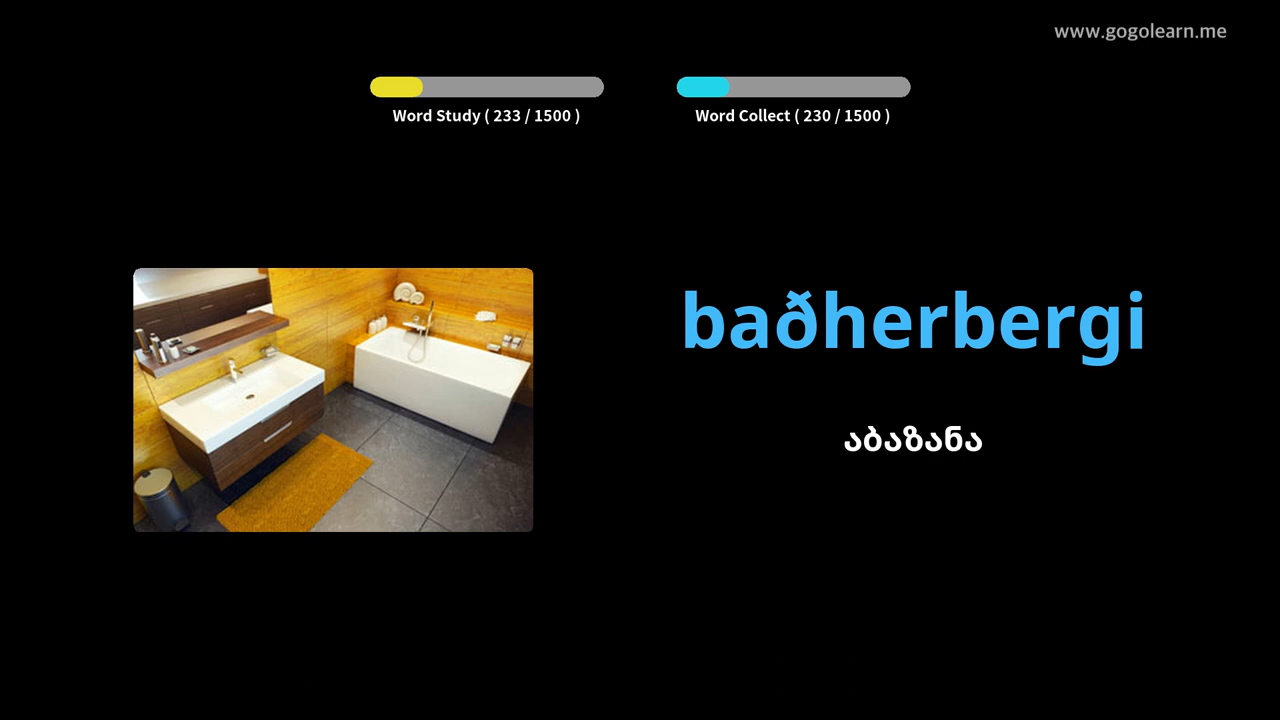 www.gogolearn.me
Word Study ( 233 / 1500 )
Word Collect ( 230 / 1500 )
baðherbergi
აბაზანა